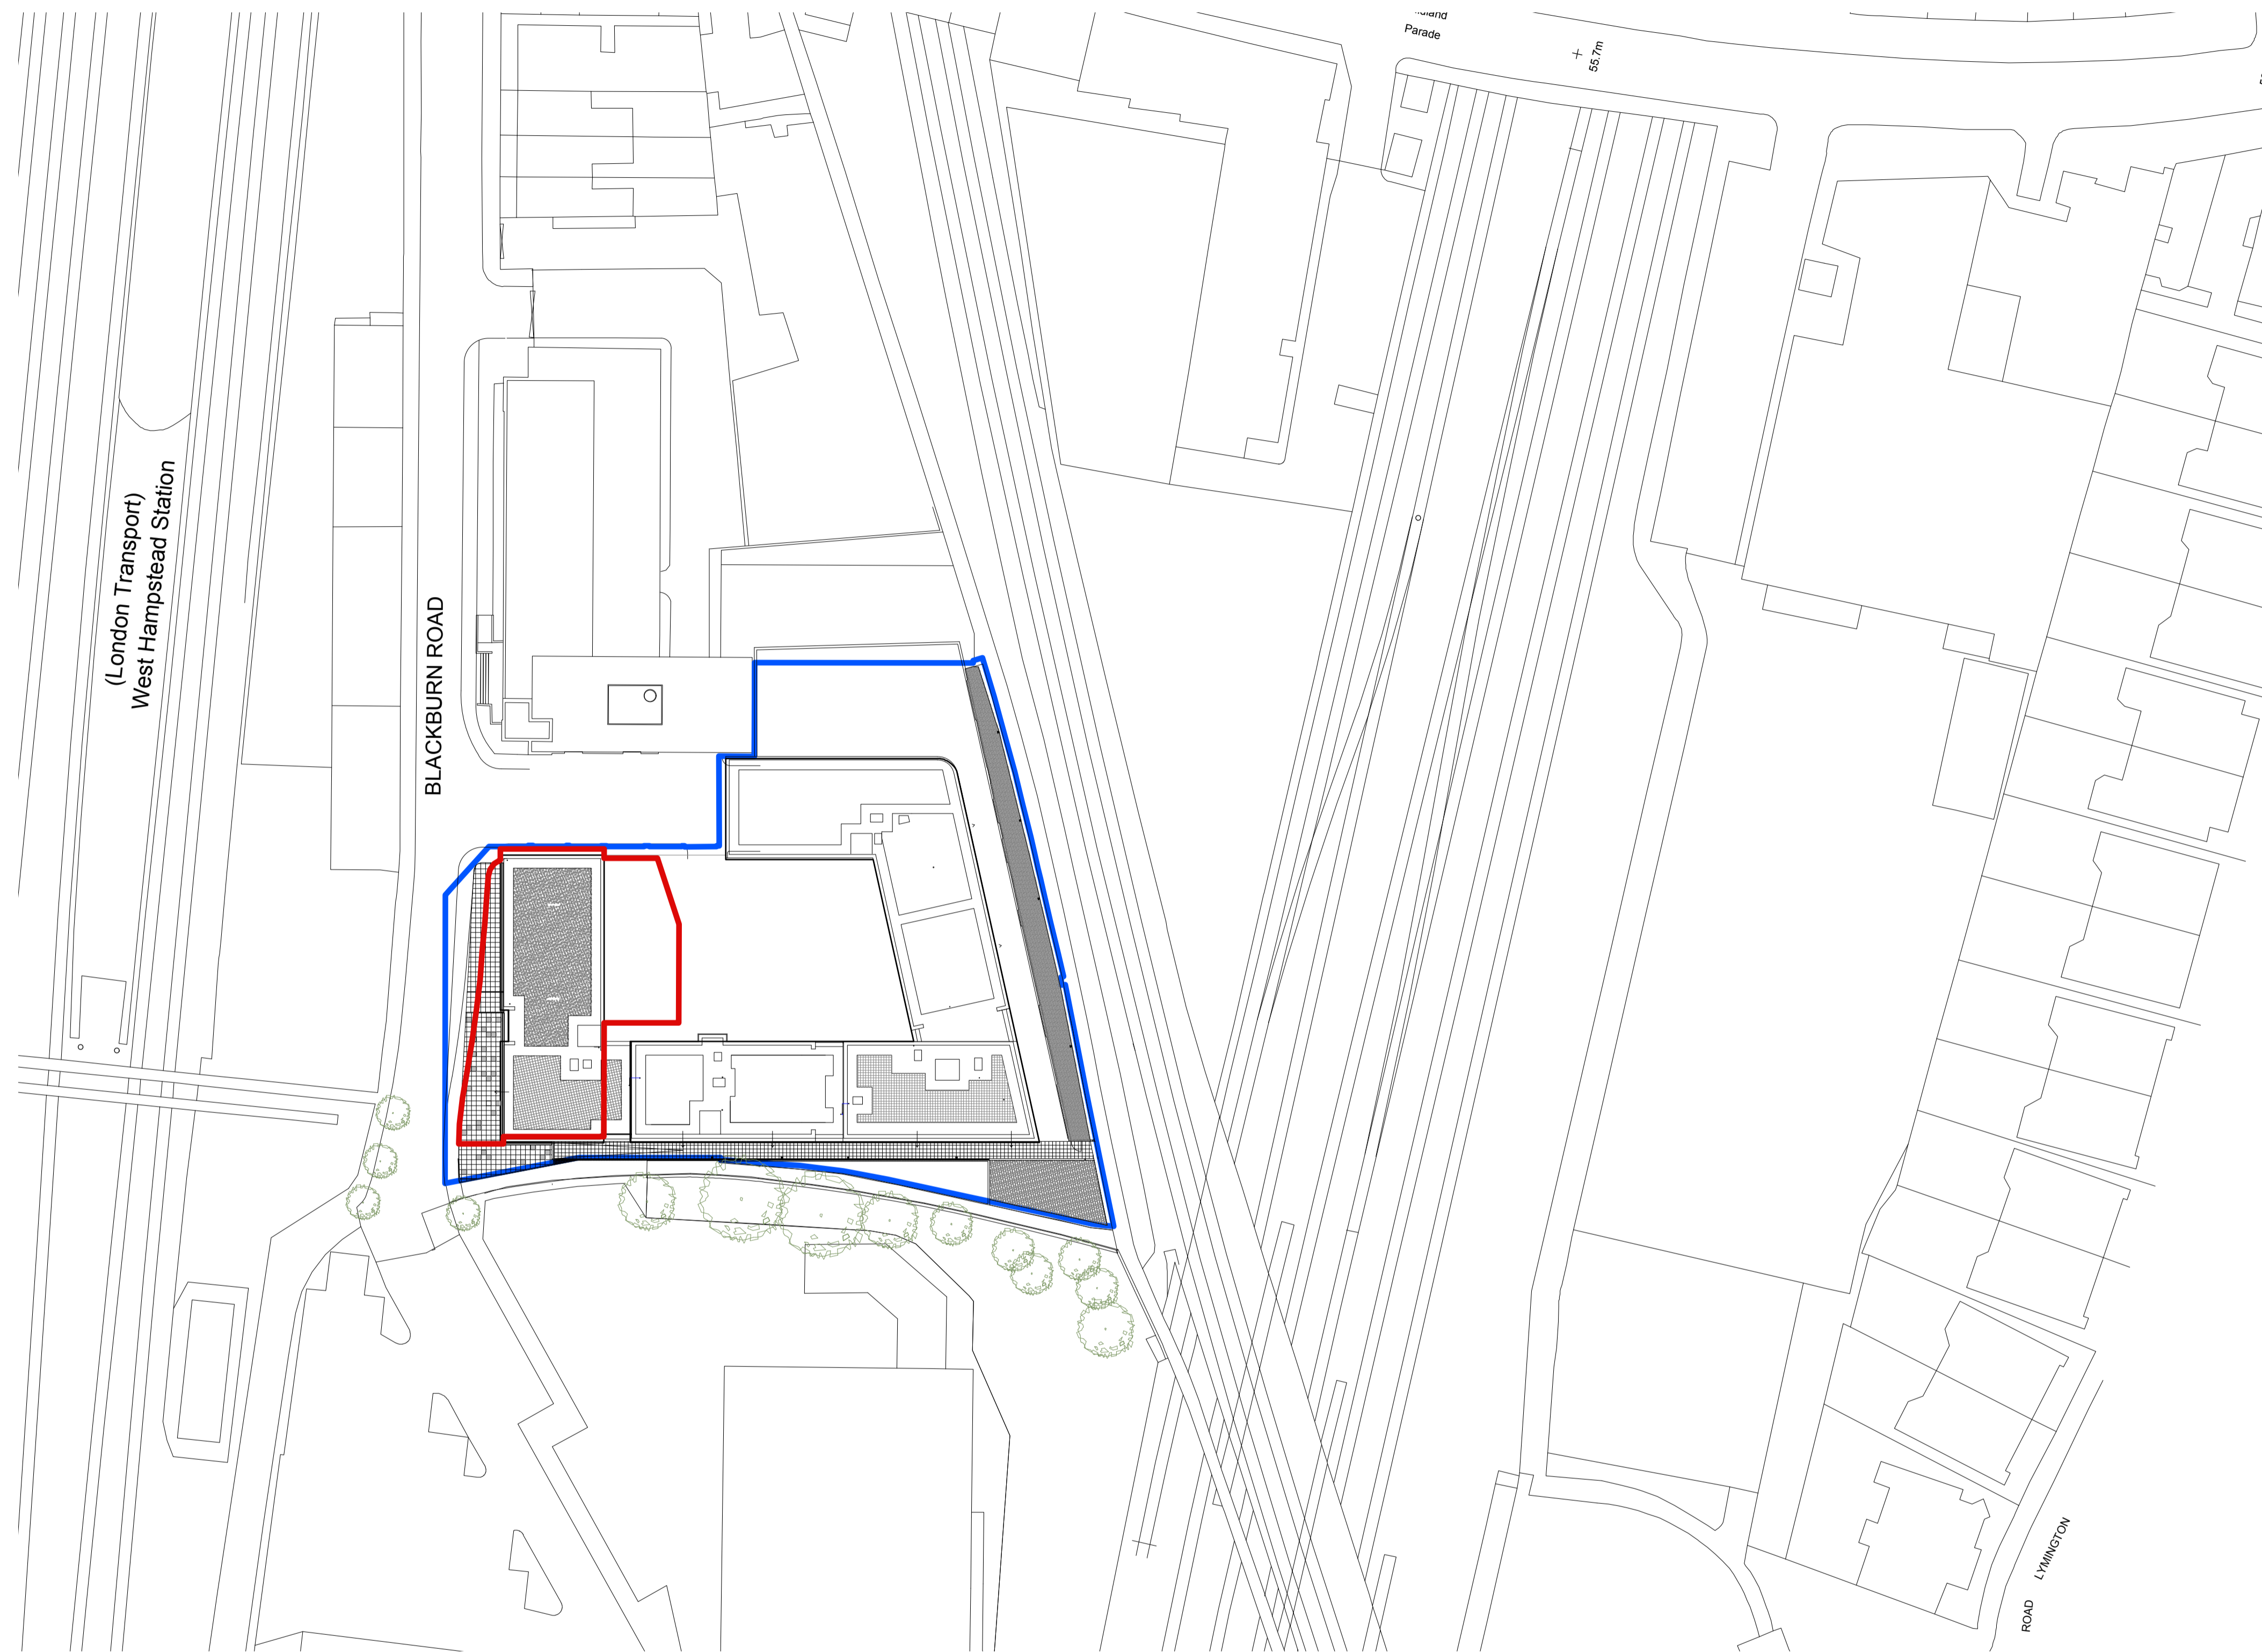 Parade
55.7m
(London Transport)
West Hampstead Station
BLACKBURN ROAD
LYMINGTON
ROAD